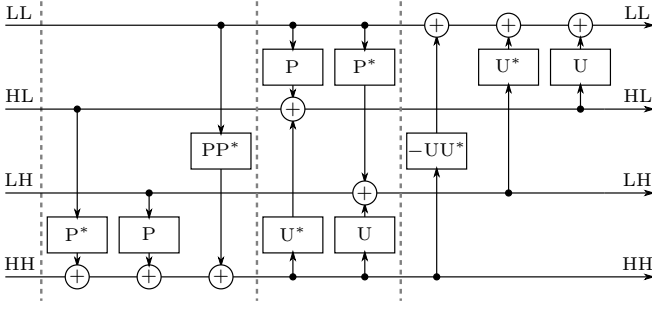 LL LL
P P* + + +
U* U
HL + HL
PP* −UU*
LH + LH
P* P U* U
HH + + + HH